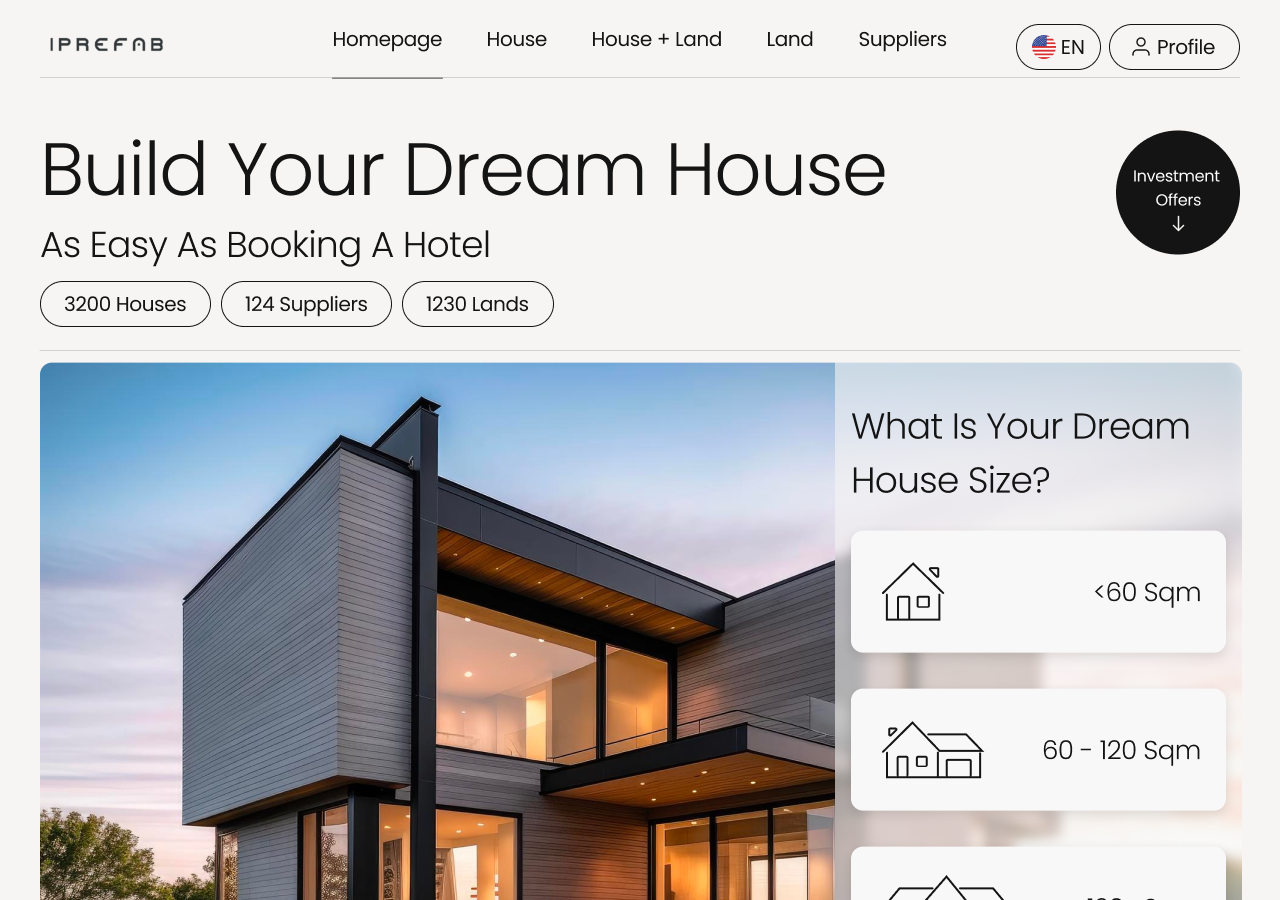 IPREFAB
Homepage
House
House + Land
Land
Suppliers
EN
Profile
Build Your Dream House
As Easy As Booking A Hotel
Investment
Offers
3200 Houses
124 Suppliers
1230 Lands
What Is Your Dream
House Size?
<60 Sqm
60 - 120 Sqm